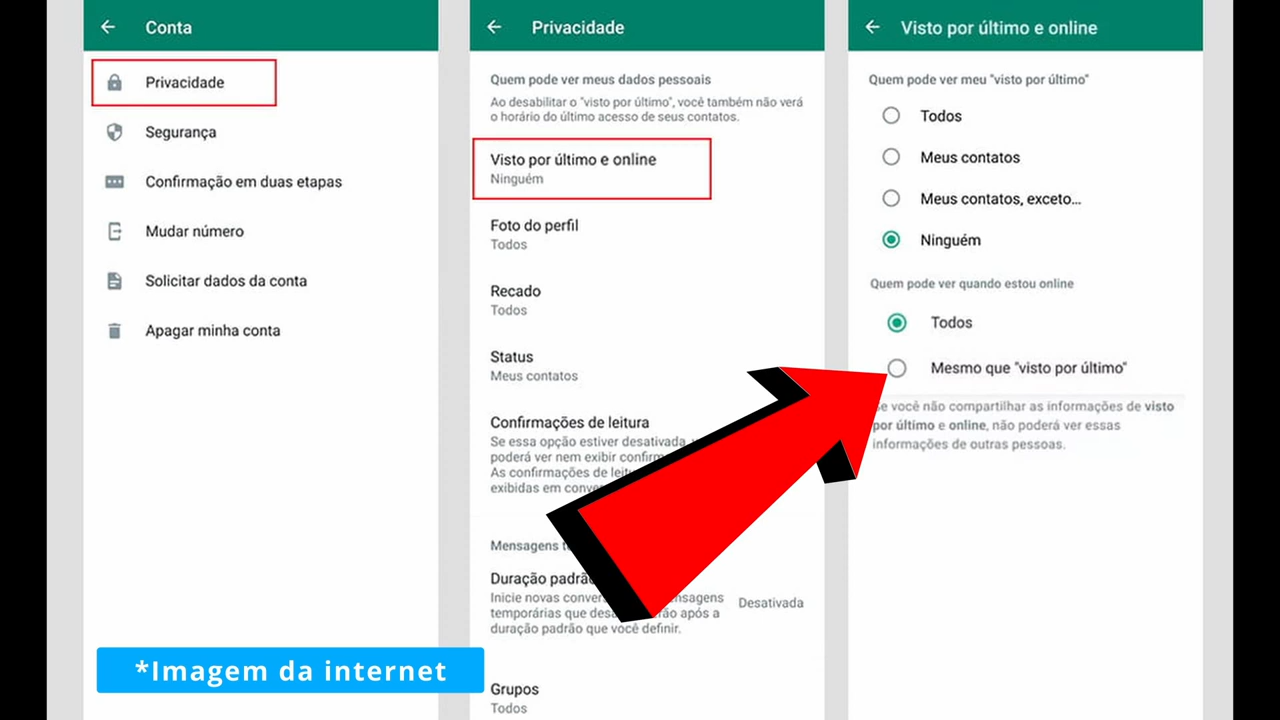 Conta
Privacidade
Segurança
Confirmação em duas etapas
Mudar número
Solicitar dados da conta
Apagar minha conta
*Imagem da internet
Privacidade
Quem pode ver meus dados pessoais
Ao desabilitar o "visto por último", você também não verá
o horário do último acesso de seus contatos.
Visto por último e online
Ninguém
Foto do perfil
Todos
Recado
Todos
Status
Meus contatos
Confirmações de leitura
Se essa opção estiver desativada,
poderá ver nem exibir
As confirmações de
exibidas em
Mensagens
Duração
Inicie novas
temporárias que após a
duração padrão que você definir.
Desativada
Grupos
Todos
Visto por último e online
Quem pode ver meu "visto por último"
Todos
Meus contatos
Meus contatos, exceto...
Ninguém
Quem pode ver quando estou online
Todos
Mesmo que "visto por último"
você não compartilhar as informações de visto
por último e online, não poderá ver essas
informações de outras pessoas.